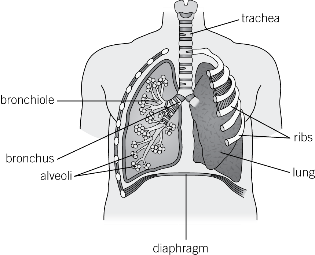 trachea
bronchiole
ribs
bronchus
lung
alveoli
diaphragm